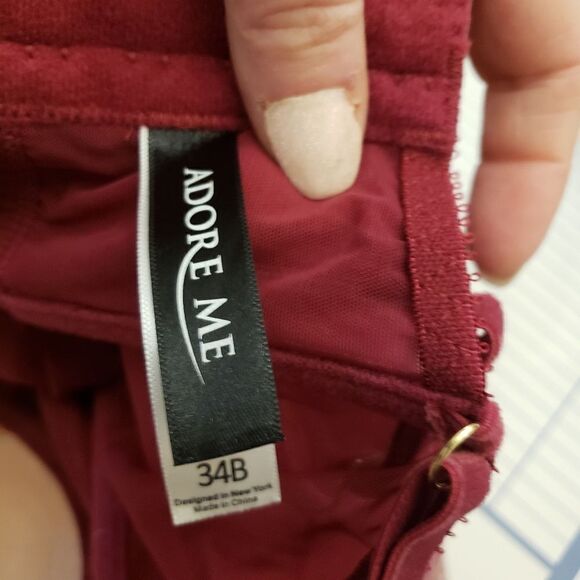 ADORE ME
34B
Designed in New York
Made in China